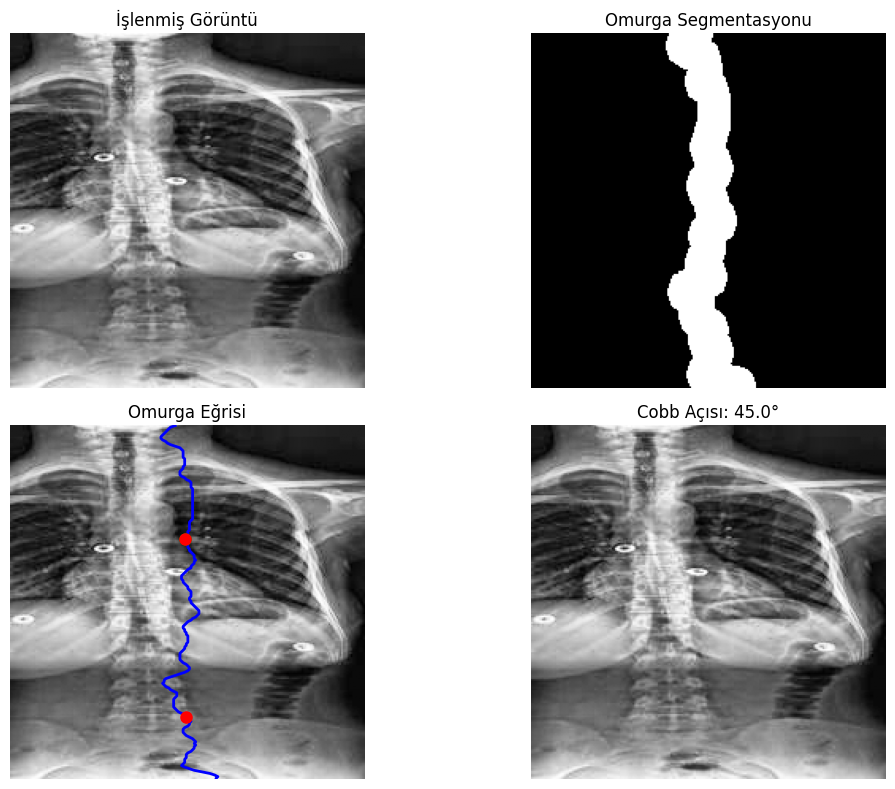 İşlenmiş Görüntü
Omurga Segmentasyonu
Omurga Eğrisi
Cobb Açısı: 45.0°